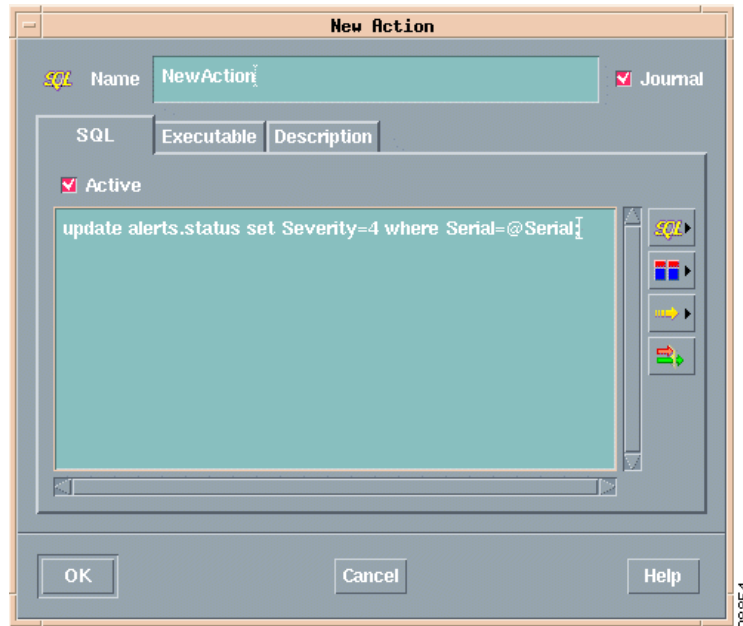 New Action
SQL Name NewAction Journal
SQL Executable Description
Active
update alerts.status set Severity=4 where Serial=@Serial;
SQL
OK Cancel Help